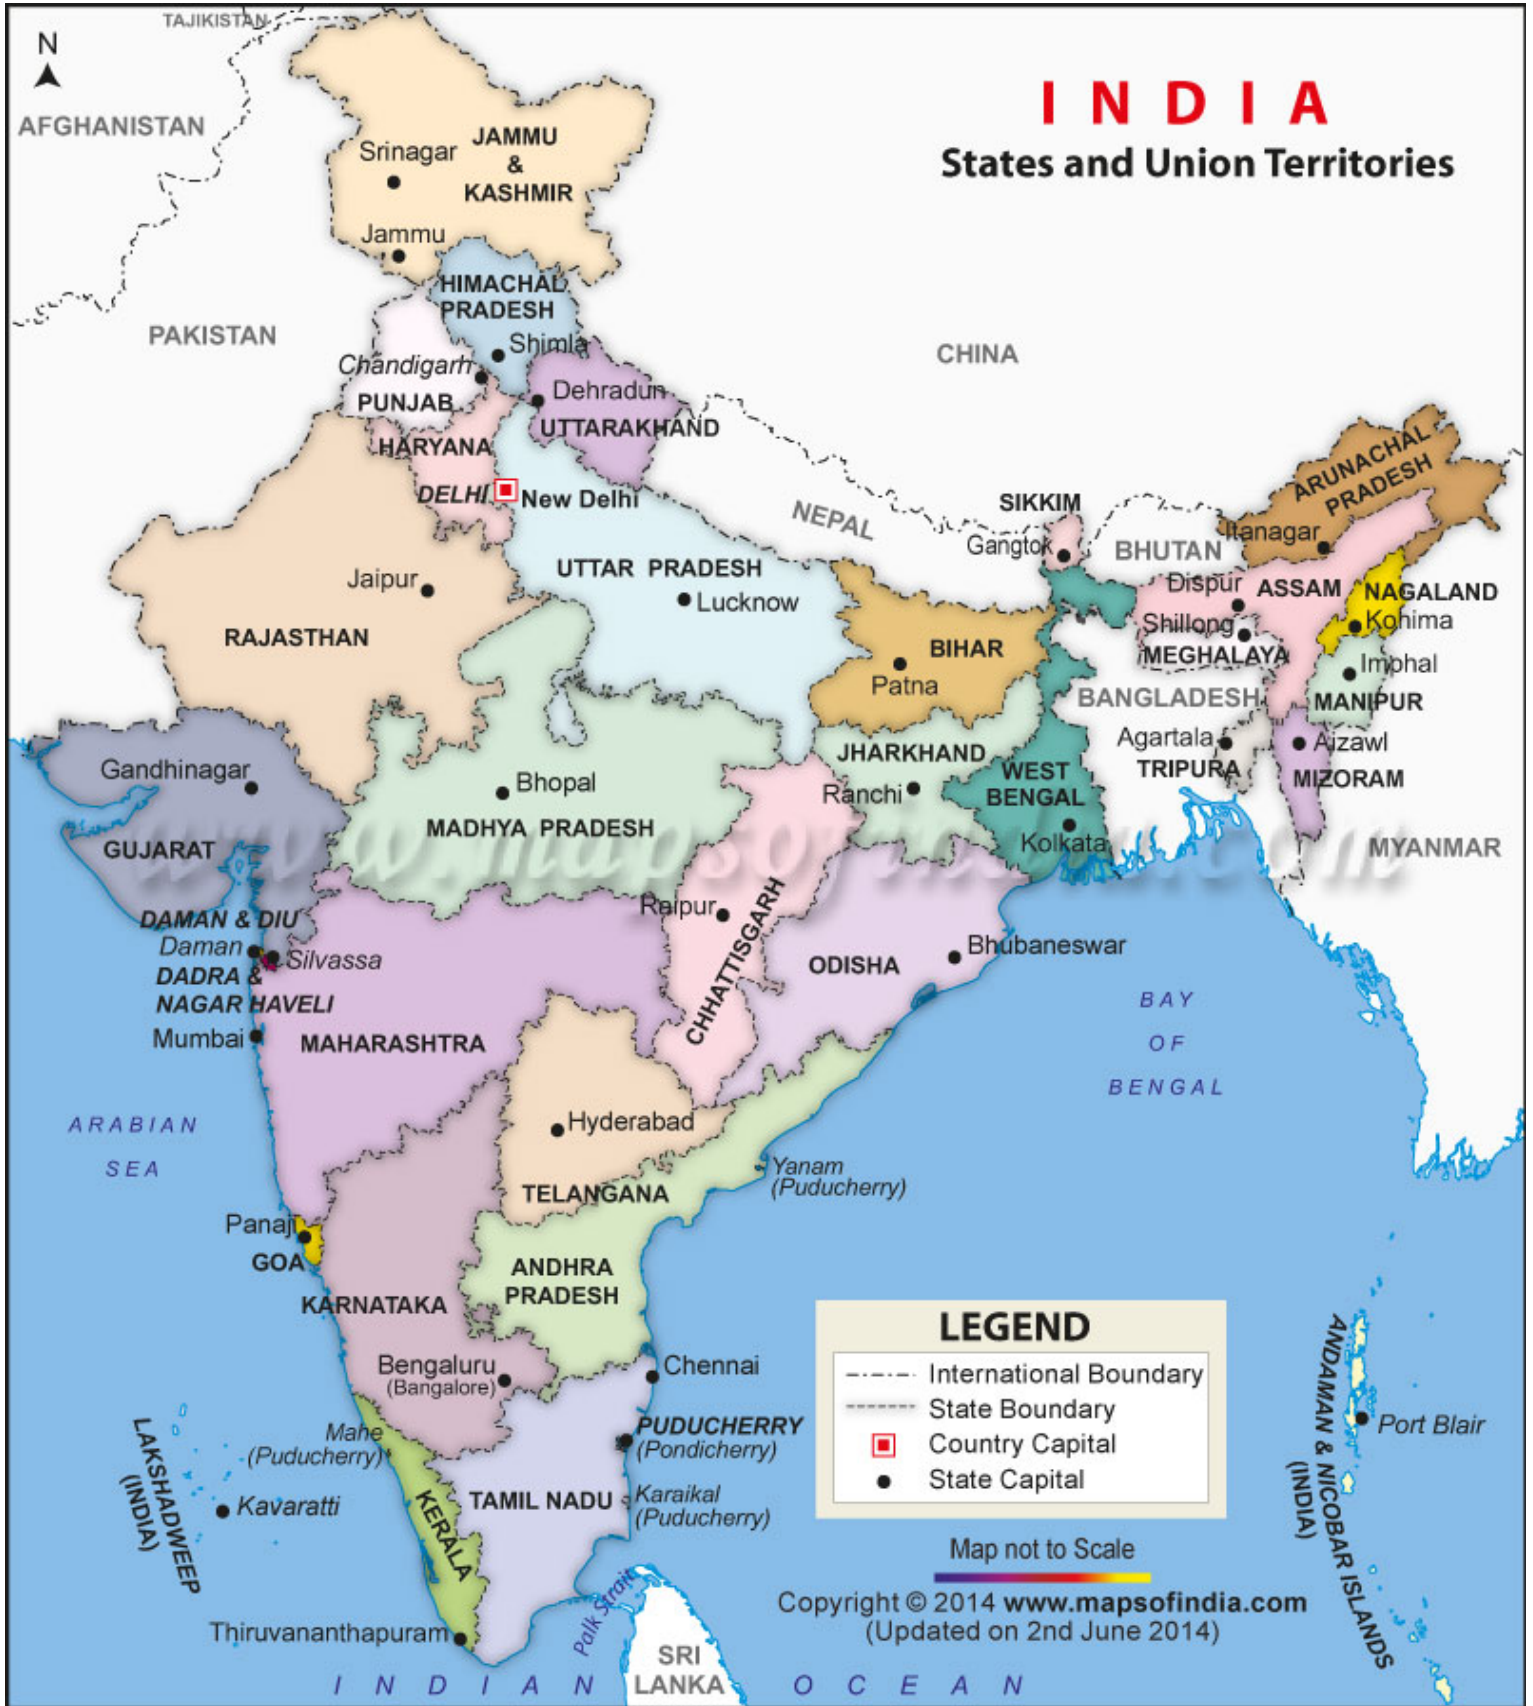 TAJIKISTAN
N
AFGHANISTAN
INDIA
States and Union Territories
JAMMU
&
KASHMIR
Srinagar
Jammu
HIMACHAL
PRADESH
PAKISTAN
Shimla
CHINA
Chandigarh
PUNJAB
Dehradun
UTTARAKHAND
HARYANA
DELHI
New Delhi
NEPAL
SIKKIM
Gangtok
BHUTAN
ARUNACHAL
PRADESH
Itanagar
UTTAR PRADESH
Lucknow
Jaipur
RAJASTHAN
Dispur
ASSAM
NAGALAND
Kohima
Shillong
MEGHALAYA
Imphal
MANIPUR
BIHAR
Patna
BANGLADESH
Agartala
TRIPURA
Aizawl
MIZORAM
Gandhinagar
GUJARAT
Bhopal
MADHYA PRADESH
JHARKHAND
Ranchi
WEST
BENGAL
Kolkata
MYANMAR
www.mapsofindia.com
DAMAN & DIU
Daman
Silvassa
DADRA &
NAGAR HAVELI
Mumbai
MAHARASHTRA
Raipur
CHHATTISGARH
ODISHA
Bhubaneswar
BAY
OF
BENGAL
ARABIAN
SEA
Hyderabad
TELANGANA
Yanam
(Puducherry)
Panaji
GOA
KARNATAKA
ANDHRA
PRADESH
Bengaluru
(Bangalore)
Chennai
LEGEND
International Boundary
State Boundary
Country Capital
State Capital
PUDUCHERRY
(Pondicherry)
Mahe
(Puducherry)
LAKSHADWEEP
(INDIA)
Kavaratti
KERALA
TAMIL NADU
Karaikal
(Puducherry)
ANDAMAN & NICOBAR ISLANDS
(INDIA)
Port Blair
Map not to Scale
Copyright © 2014 www.mapsofindia.com
(Updated on 2nd June 2014)
Thiruvananthapuram
Palk Strait
SRI
LANKA
INDIAN OCEAN